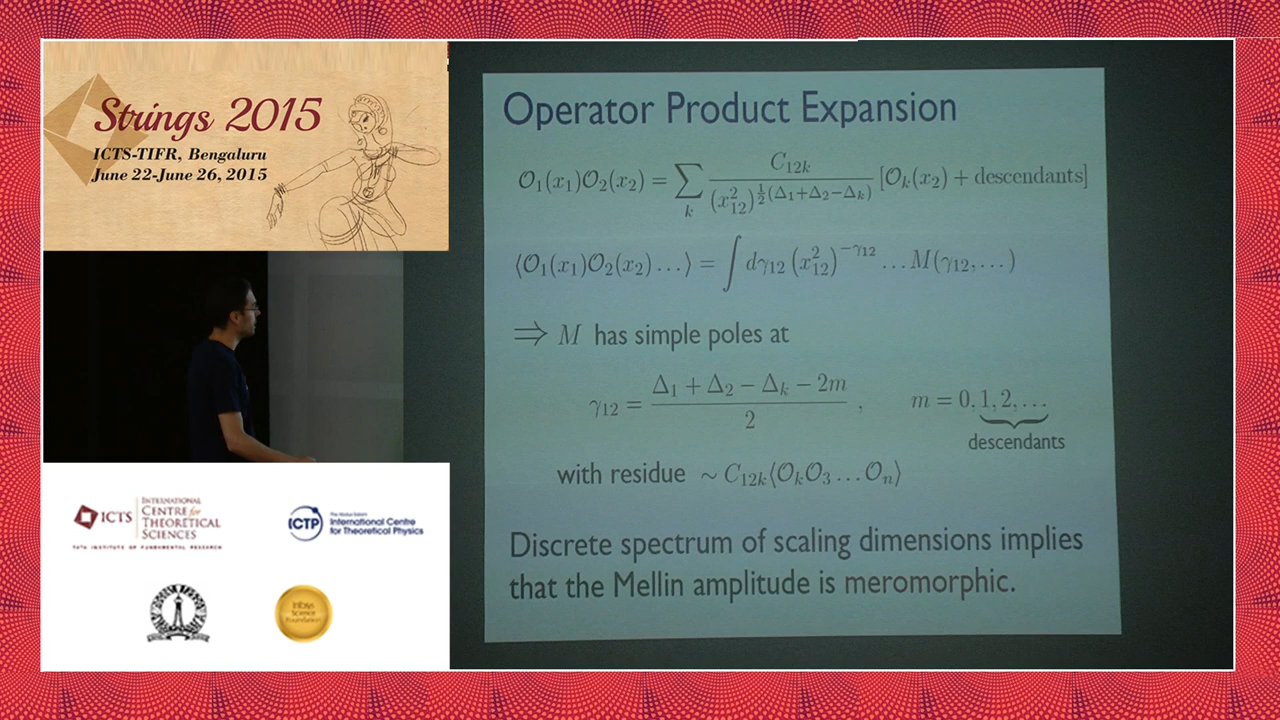 Strings 2015
ICTS-TIFR, Bengaluru
June 22-June 26, 2015
ICTS
INTERNATIONAL
CENTRE for
THEORETICAL
SCIENCES
TATA INSTITUTE OF FUNDAMENTAL RESEARCH
ICTP
The Abdus Salam
International Centre
for Theoretical Physics
Infosys
Science
Foundation
Operator Product Expansion
𝒪₁(x₁)𝒪₂(x₂) = ∑_k C₁₂ₖ / (x₁₂²)^{½(Δ₁+Δ₂−Δₖ)} [𝒪ₖ(x₂) + descendants]
⟨𝒪₁(x₁)𝒪₂(x₂)…⟩ = ∫ dγ₁₂ (x₁₂²)^{−γ₁₂} … M(γ₁₂, …)
⇒ M has simple poles at
γ₁₂ = (Δ₁ + Δ₂ − Δₖ − 2m) / 2 , m = 0, 1, 2, …
descendants
with residue ∼ C₁₂ₖ⟨𝒪ₖ𝒪₃…𝒪ₙ⟩
Discrete spectrum of scaling dimensions implies
that the Mellin amplitude is meromorphic.